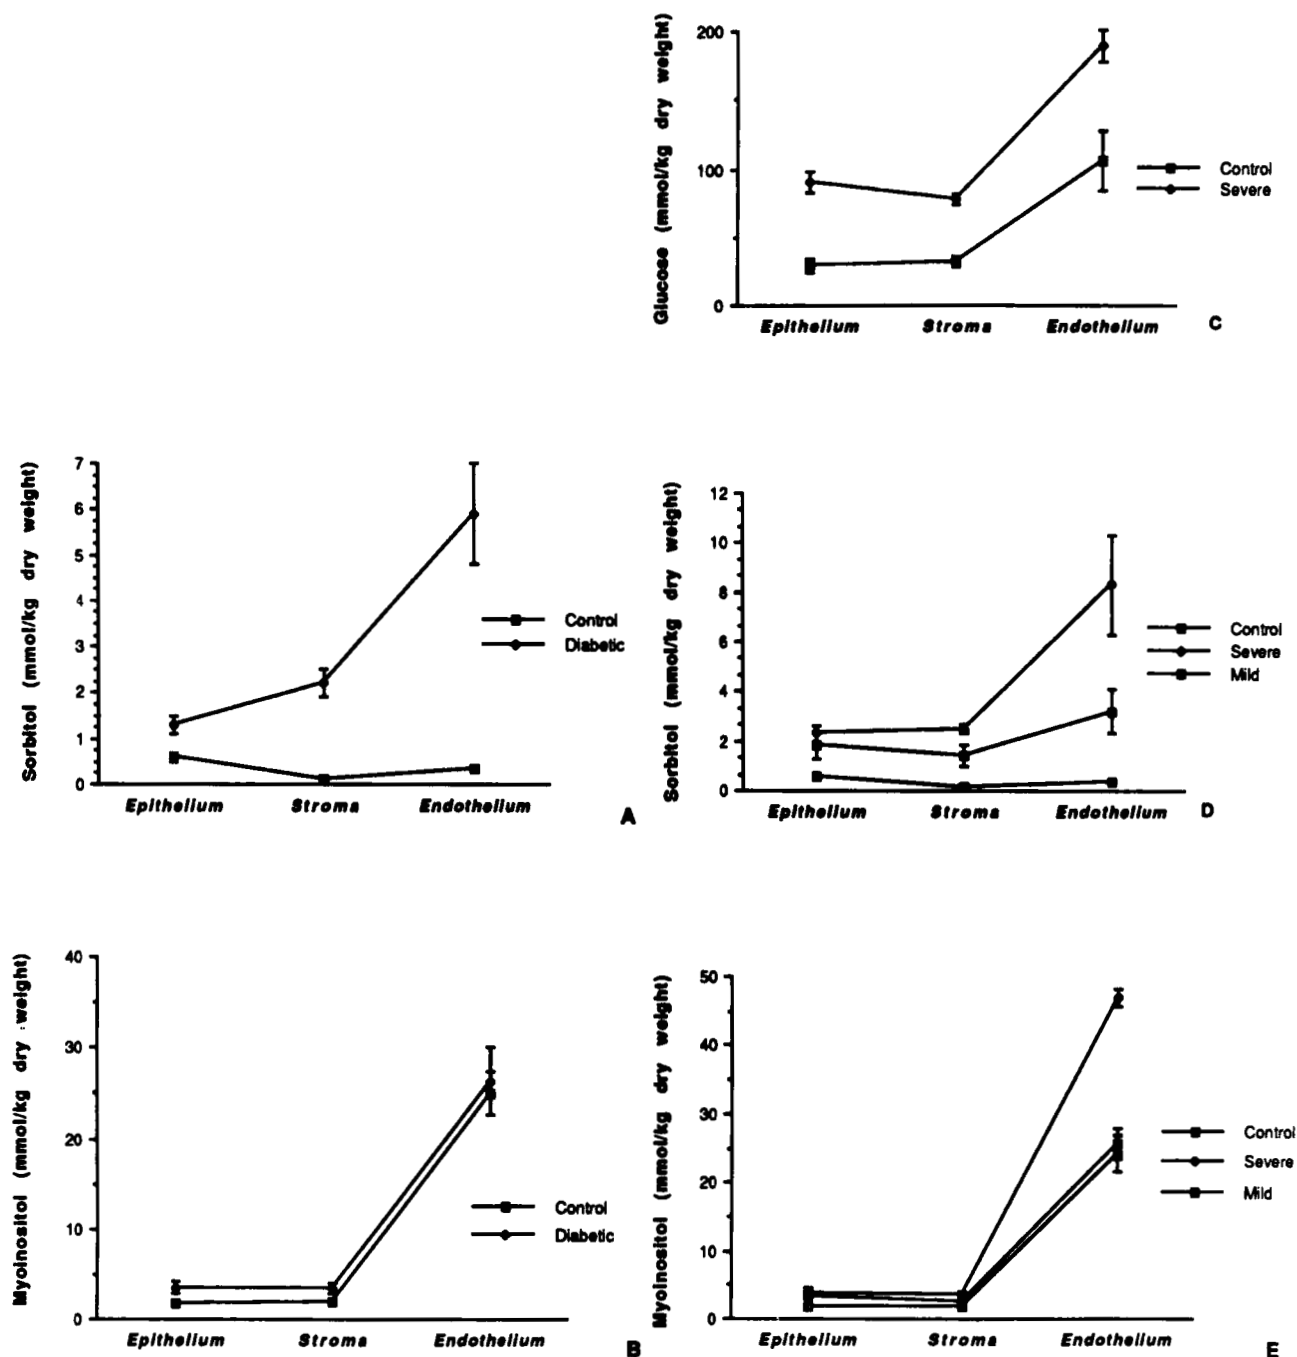 Glucose (mmol/kg dry weight)
200
100
0
Control
Severe
Epithelium Stroma Endothelium
C
Sorbitol (mmol/kg dry weight)
7
6
5
4
3
2
1
0
Control
Diabetic
Epithelium Stroma Endothelium
A
Sorbitol (mmol/kg dry weight)
12
10
8
6
4
2
0
Control
Severe
Mild
Epithelium Stroma Endothelium
D
Myoinositol (mmol/kg dry weight)
40
30
20
10
0
Control
Diabetic
Epithelium Stroma Endothelium
B
Myoinositol (mmol/kg dry weight)
50
40
30
20
10
0
Control
Severe
Mild
Epithelium Stroma Endothelium
E